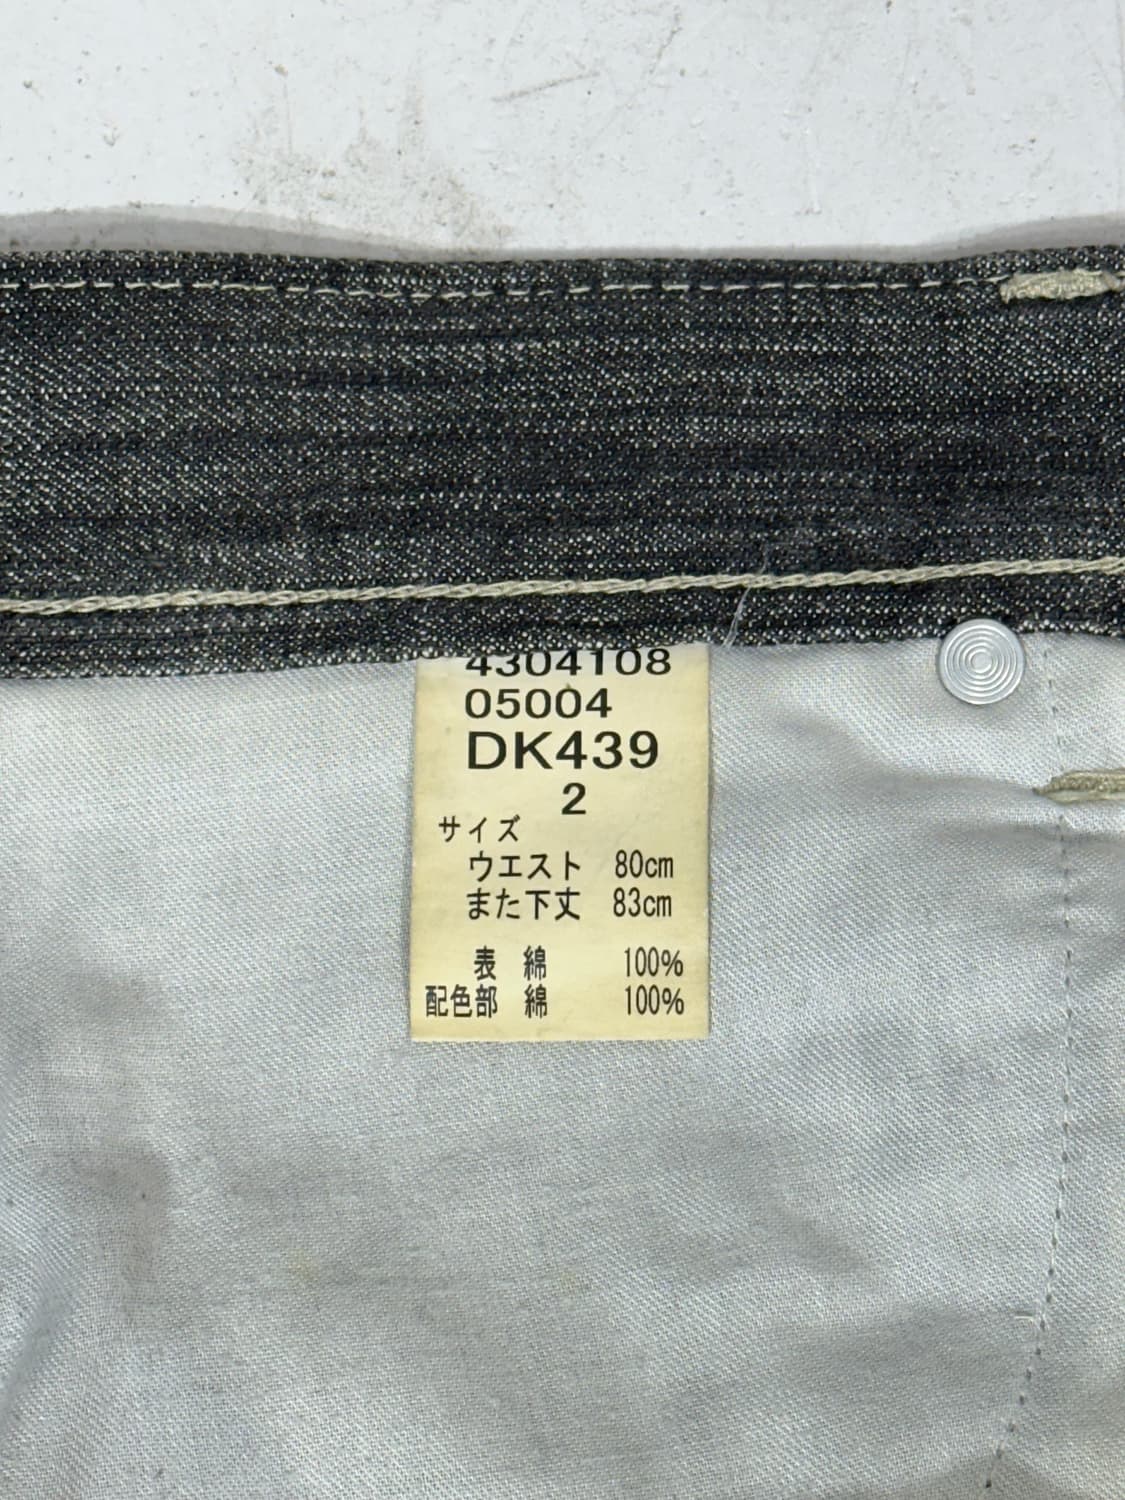 4304108
05004
DK439
2
サイズ
ウエスト 80cm
また下丈 83cm
表 綿 100%
配色部 綿 100%